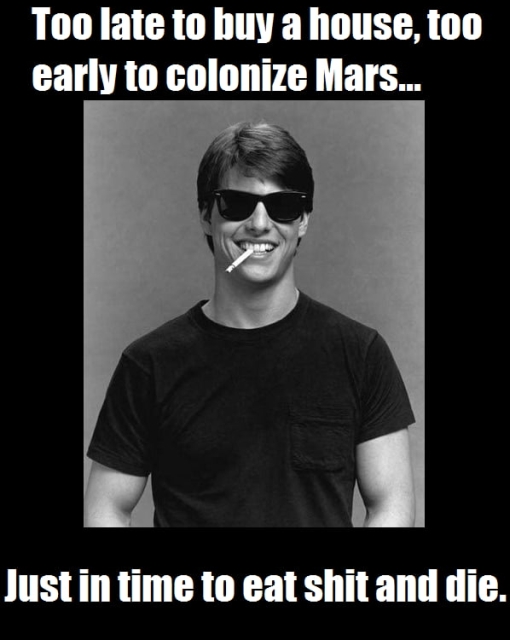 Too late to buy a house, too
early to colonize Mars...
Just in time to eat shit and die.